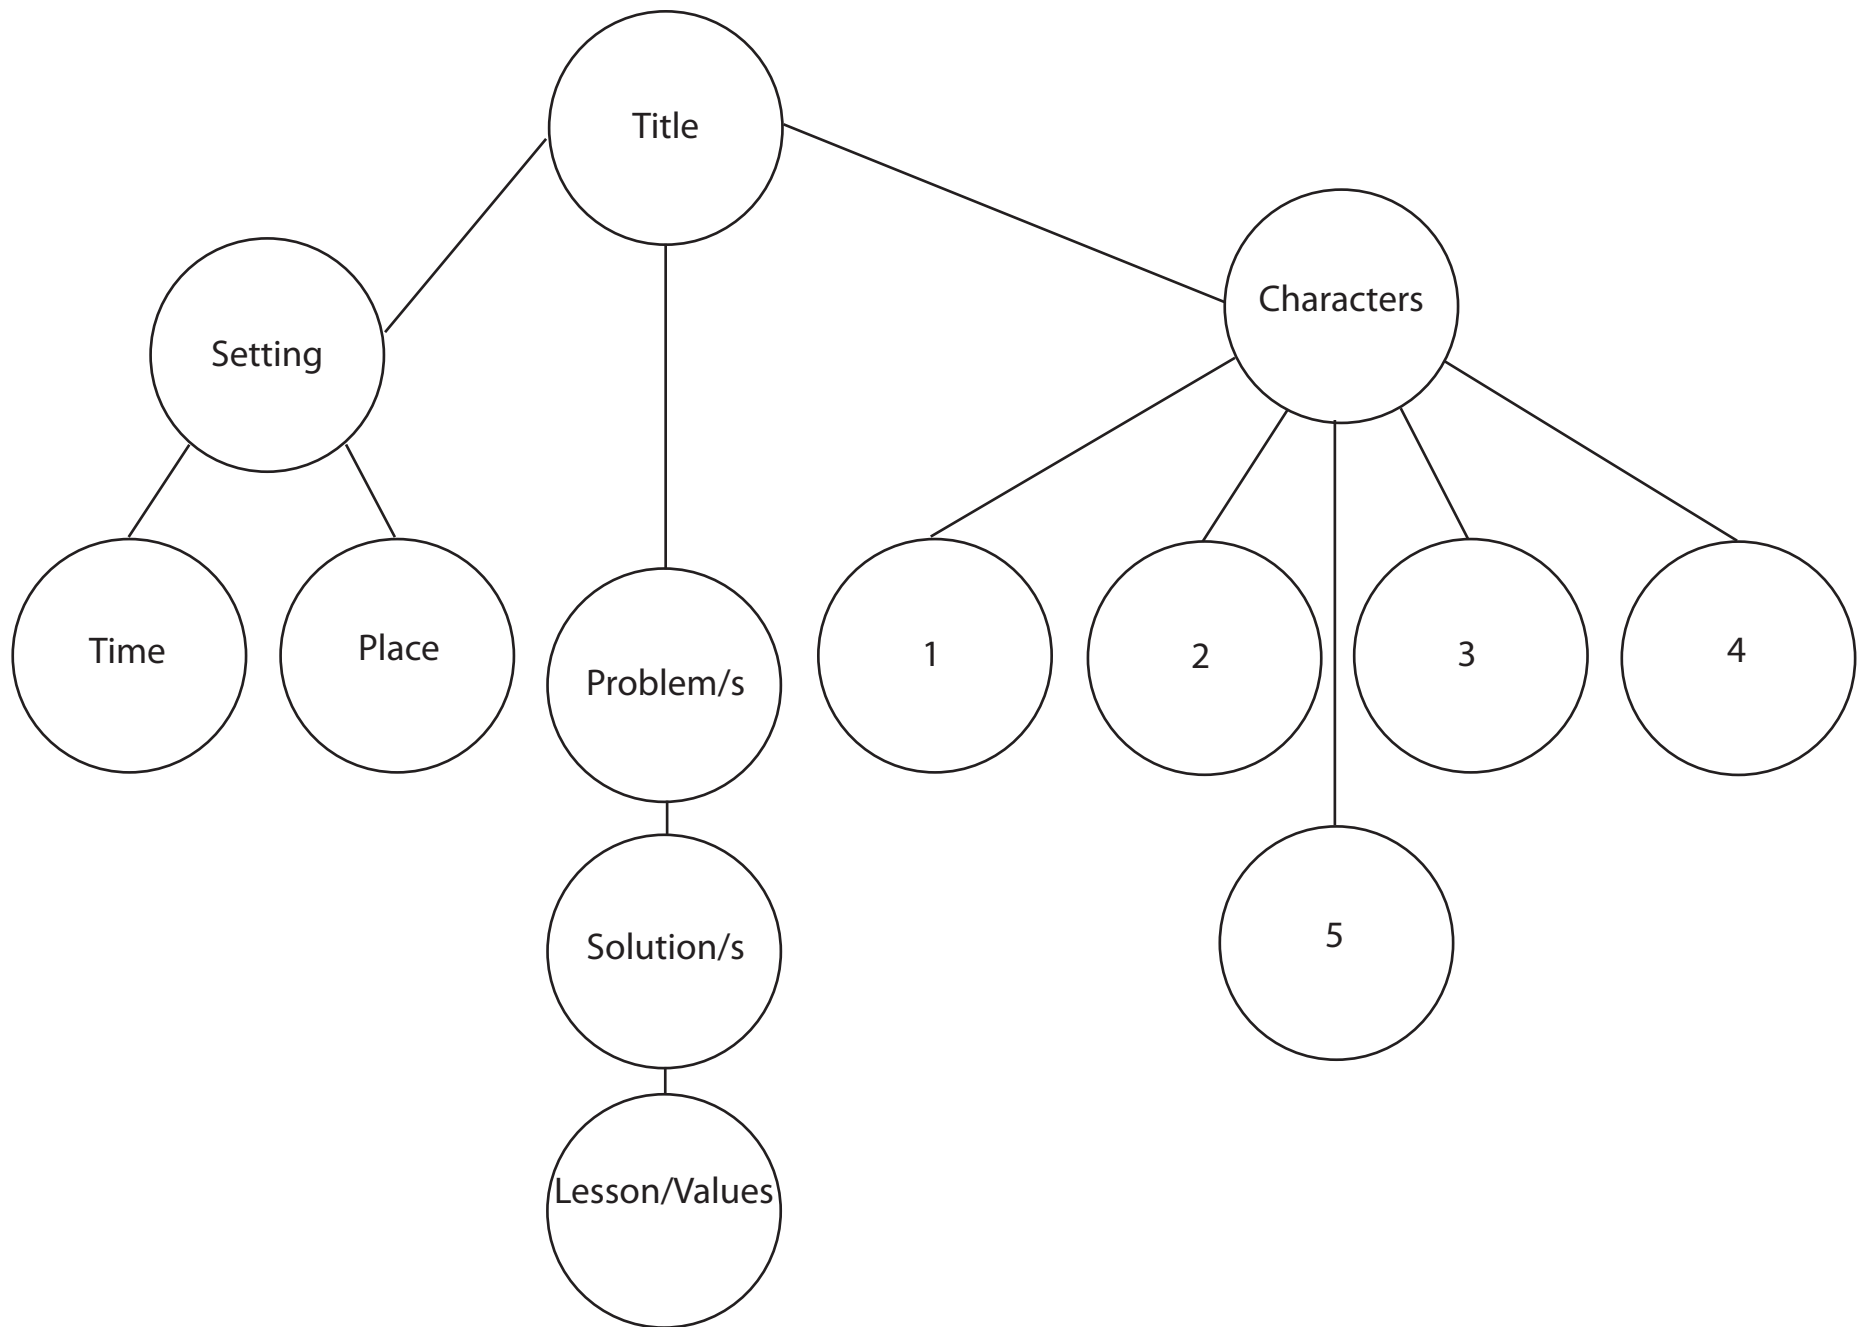 Title
Characters
Setting
Time
Place
Problem/s
1
2
3
4
Solution/s
5
Lesson/Values